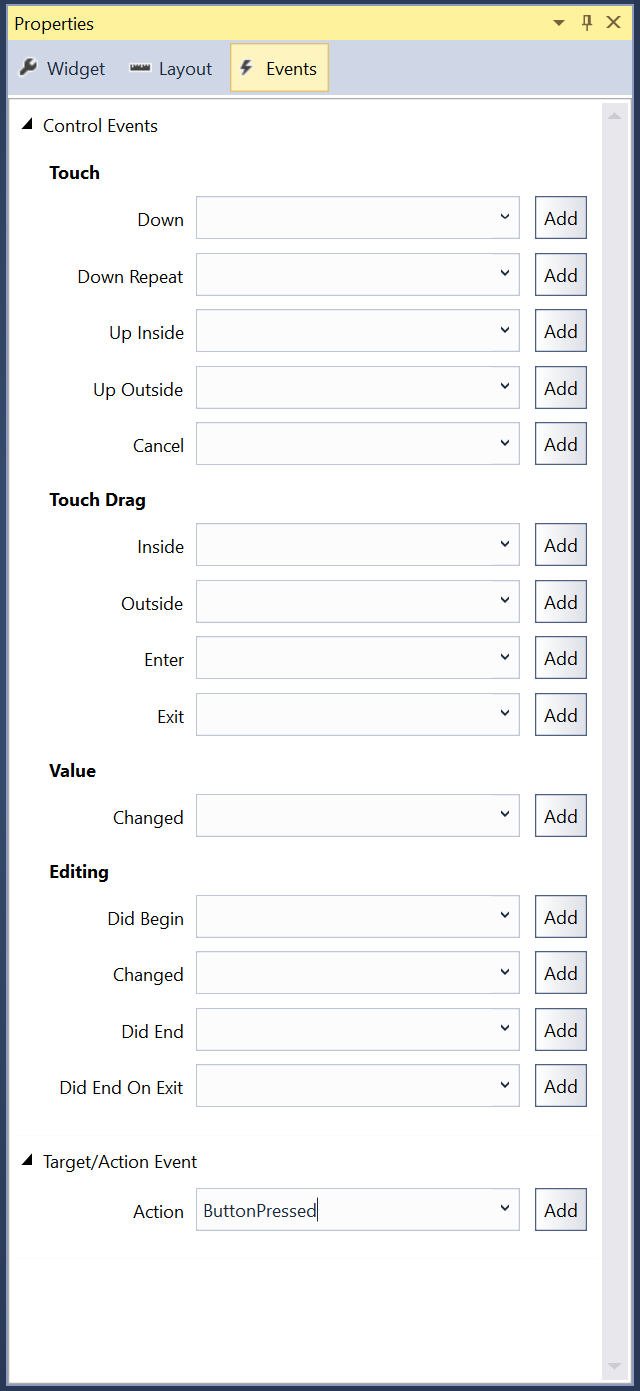 Properties
Widget Layout Events
Control Events
Touch
Down Add
Down Repeat Add
Up Inside Add
Up Outside Add
Cancel Add
Touch Drag
Inside Add
Outside Add
Enter Add
Exit Add
Value
Changed Add
Editing
Did Begin Add
Changed Add
Did End Add
Did End On Exit Add
Target/Action Event
Action ButtonPressed Add